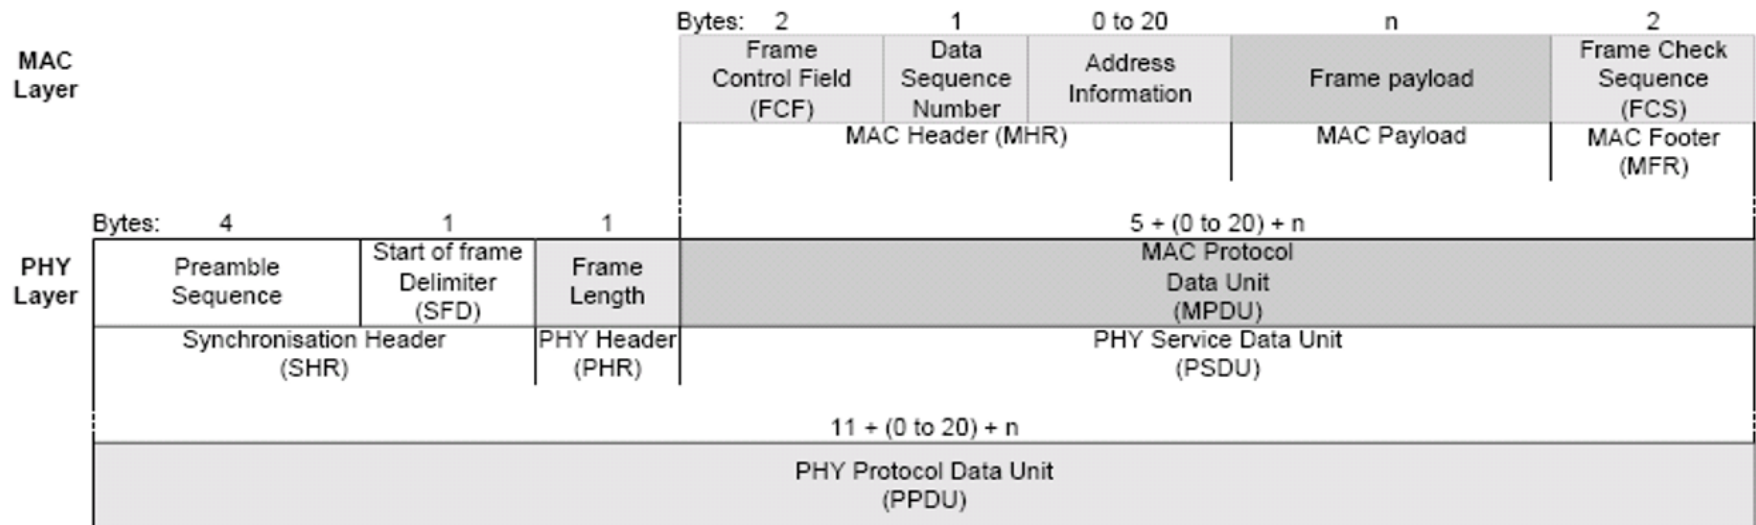 Bytes: 2 1 0 to 20 n 2
MAC
Layer
Frame
Control Field
(FCF)
Data
Sequence
Number
Address
Information
Frame payload
Frame Check
Sequence
(FCS)
MAC Header (MHR)
MAC Payload
MAC Footer
(MFR)
Bytes: 4 1 1 5 + (0 to 20) + n
PHY
Layer
Preamble
Sequence
Start of frame
Delimiter
(SFD)
Frame
Length
MAC Protocol
Data Unit
(MPDU)
Synchronisation Header
(SHR)
PHY Header
(PHR)
PHY Service Data Unit
(PSDU)
11 + (0 to 20) + n
PHY Protocol Data Unit
(PPDU)